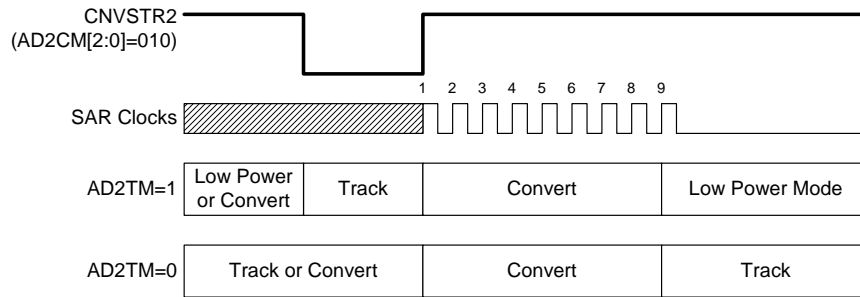 CNVSTR2
(AD2CM[2:0]=010)
1 2 3 4 5 6 7 8 9
SAR Clocks
AD2TM=1
Low Power
or Convert
Track
Convert
Low Power Mode
AD2TM=0
Track or Convert
Convert
Track